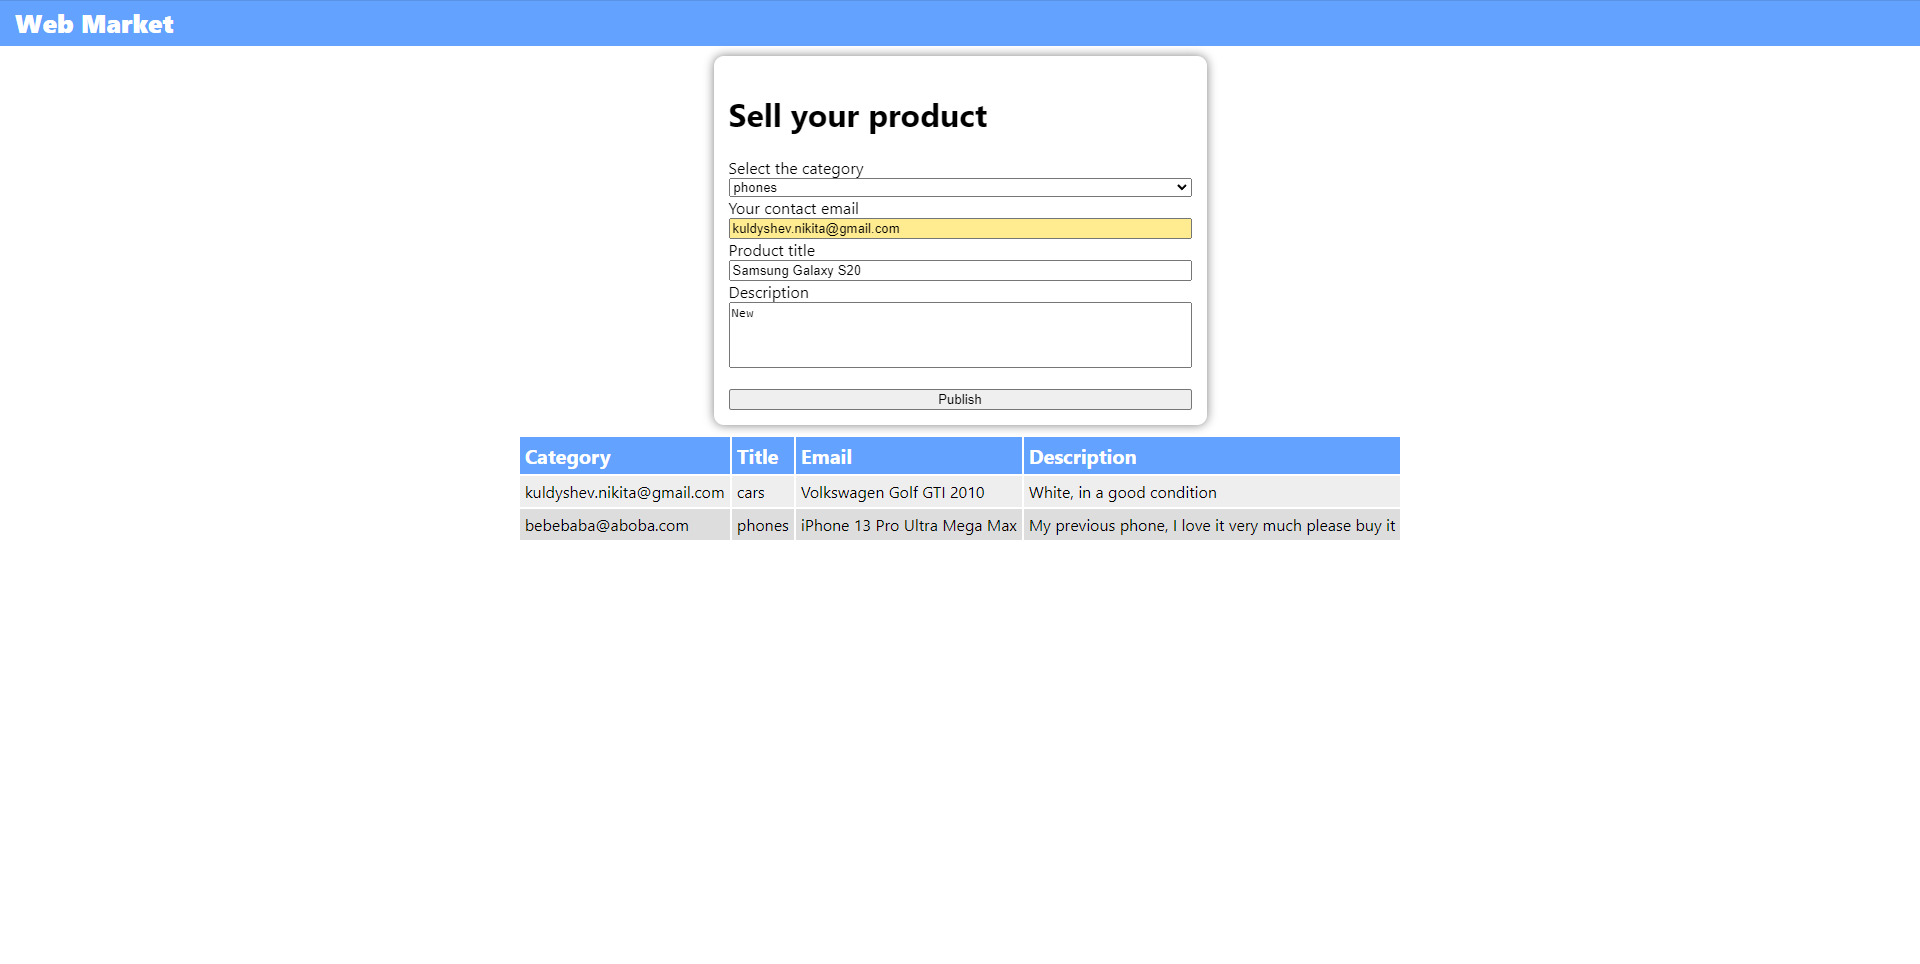 Web Market
Sell your product
Select the category
phones
Your contact email
kuldyshev.nikita@gmail.com
Product title
Samsung Galaxy S20
Description
New
Publish
Category Title Email Description
kuldyshev.nikita@gmail.com cars Volkswagen Golf GTI 2010 White, in a good condition
bebebaba@aboba.com phones iPhone 13 Pro Ultra Mega Max My previous phone, I love it very much please buy it